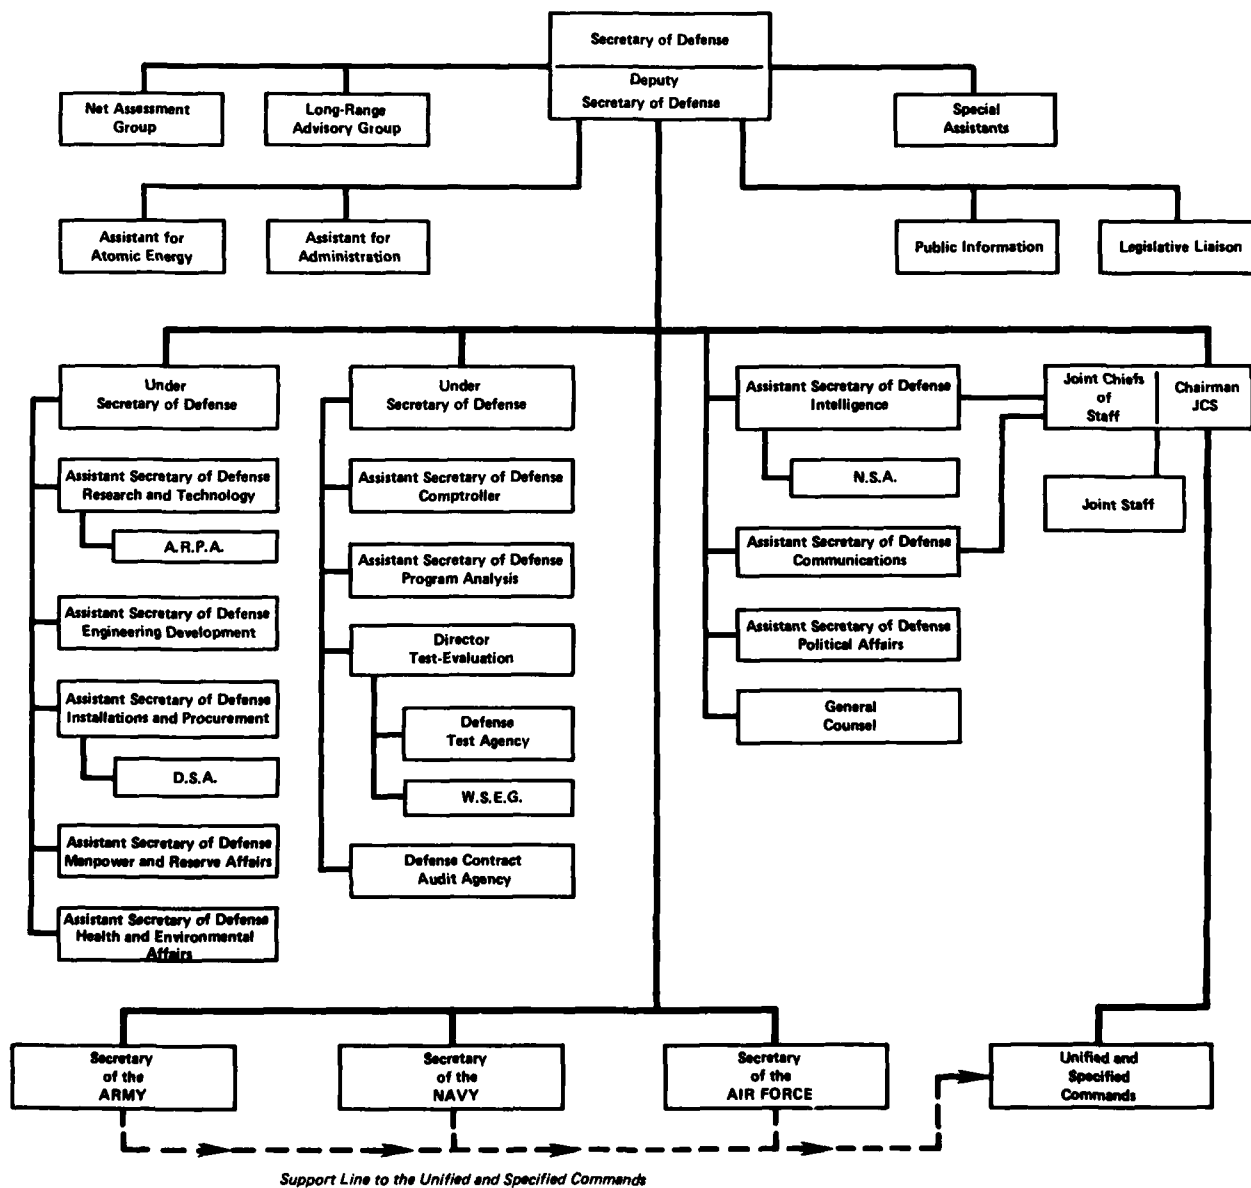 Secretary of Defense
Deputy
Secretary of Defense
Net Assessment
Group
Long-Range
Advisory Group
Special
Assistants
Assistant for
Atomic Energy
Assistant for
Administration
Public Information
Legislative Liaison
Under
Secretary of Defense
Assistant Secretary of Defense
Research and Technology
A.R.P.A.
Assistant Secretary of Defense
Engineering Development
Assistant Secretary of Defense
Installations and Procurement
D.S.A.
Assistant Secretary of Defense
Manpower and Reserve Affairs
Assistant Secretary of Defense
Health and Environmental
Affairs
Under
Secretary of Defense
Assistant Secretary of Defense
Comptroller
Assistant Secretary of Defense
Program Analysis
Director
Test-Evaluation
Defense
Test Agency
W.S.E.G.
Defense Contract
Audit Agency
Assistant Secretary of Defense
Intelligence
N.S.A.
Assistant Secretary of Defense
Communications
Assistant Secretary of Defense
Political Affairs
General
Counsel
Joint Chiefs
of
Staff
Chairman
JCS
Joint Staff
Secretary
of the
ARMY
Secretary
of the
NAVY
Secretary
of the
AIR FORCE
Unified and
Specified
Commands
Support Line to the Unified and Specified Commands